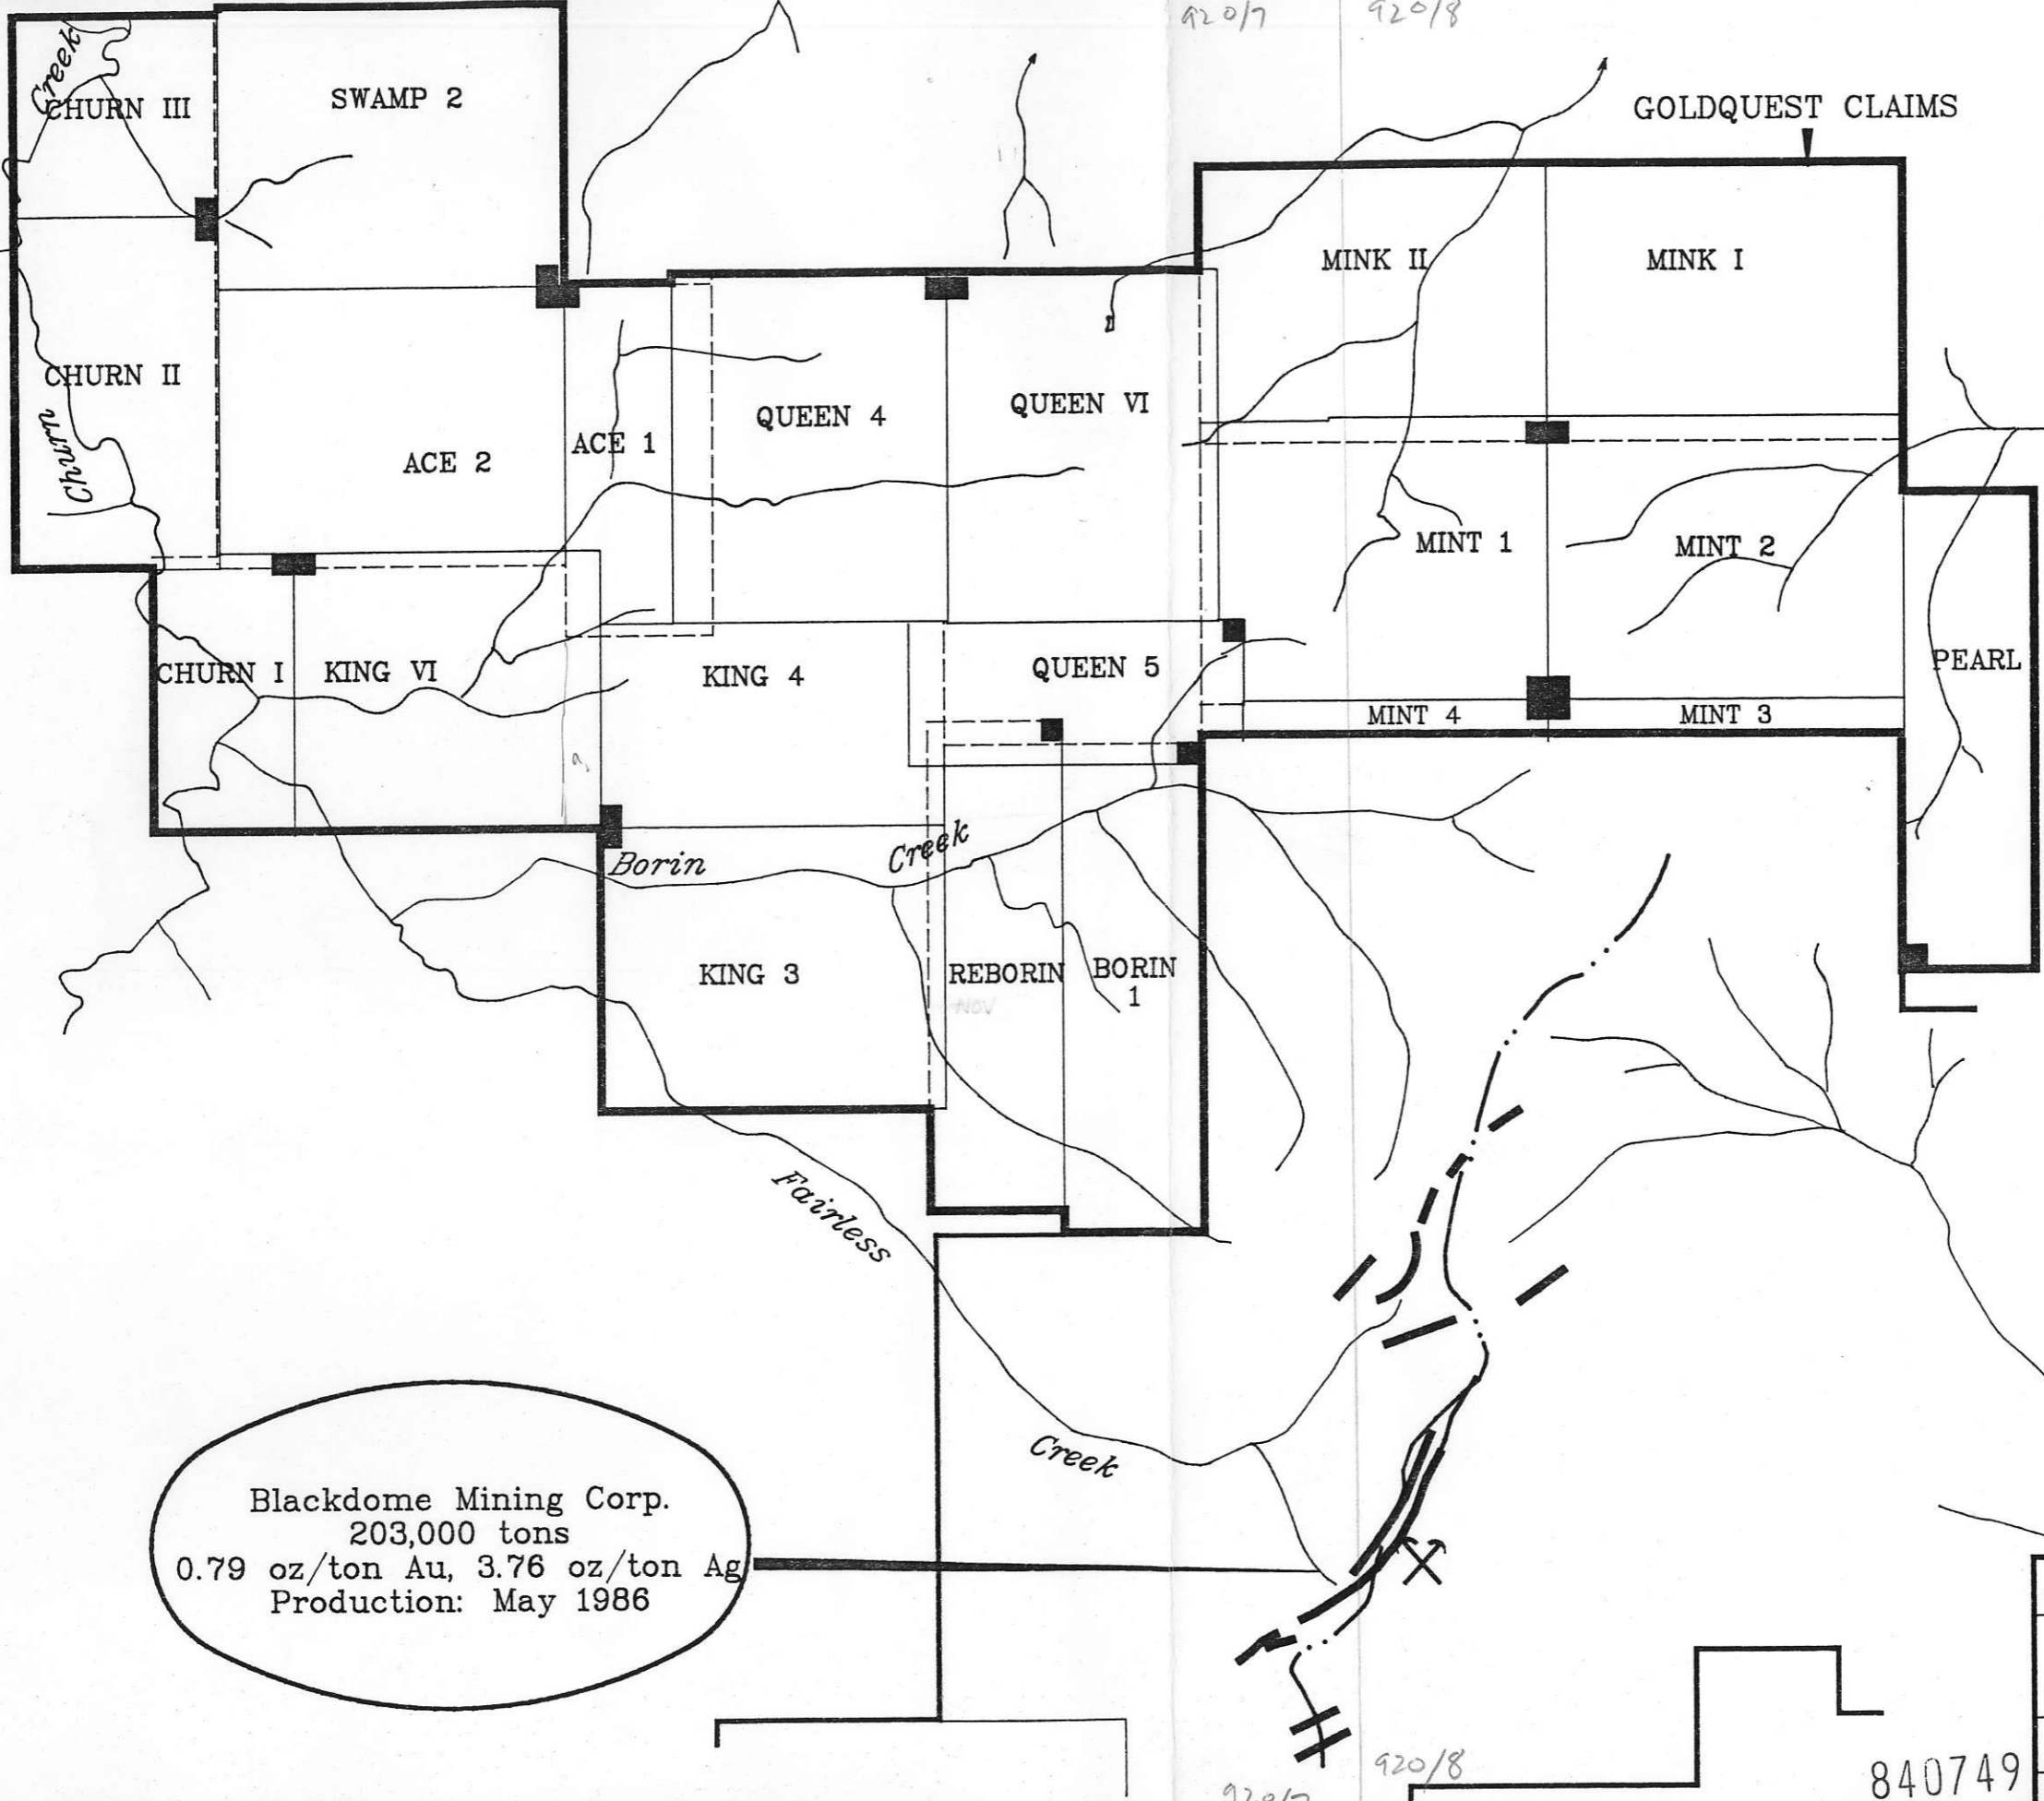 920/7
920/8
Creek
CHURN III
SWAMP 2
GOLDQUEST CLAIMS
MINK II
MINK I
CHURN II
Churn
ACE 2
ACE 1
QUEEN 4
QUEEN VI
MINT 1
MINT 2
CHURN I
KING VI
KING 4
QUEEN 5
PEARL
MINT 4
MINT 3
Borin
Creek
KING 3
REBORIN
BORIN
1
NOV
Fairless
Creek
Blackdome Mining Corp.
203,000 tons
0.79 oz/ton Au, 3.76 oz/ton Ag
Production: May 1986
920/8
840749